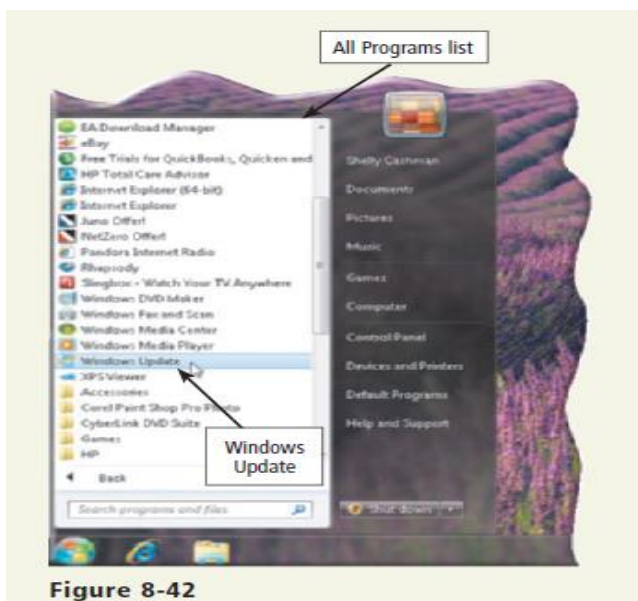 All Programs list
EA Download Manager
eBay
Free Trials for QuickBooks, Quicken and
HP Total Care Advisor
Internet Explorer (64-bit)
Internet Explorer
Juno Offer!
NetZero Offer!
Pandora Internet Radio
Rhapsody
Slingbox - Watch Your TV Anywhere
Windows DVD Maker
Windows Fax and Scan
Windows Media Center
Windows Media Player
Windows Update
XPS Viewer
Accessories
Corel Paint Shop Pro Photo
CyberLink DVD Suite
Games
HP
Back
Search programs and files
Shelly Cashman
Documents
Pictures
Music
Games
Computer
Control Panel
Devices and Printers
Default Programs
Help and Support
Shut down
Windows
Update
Figure 8-42